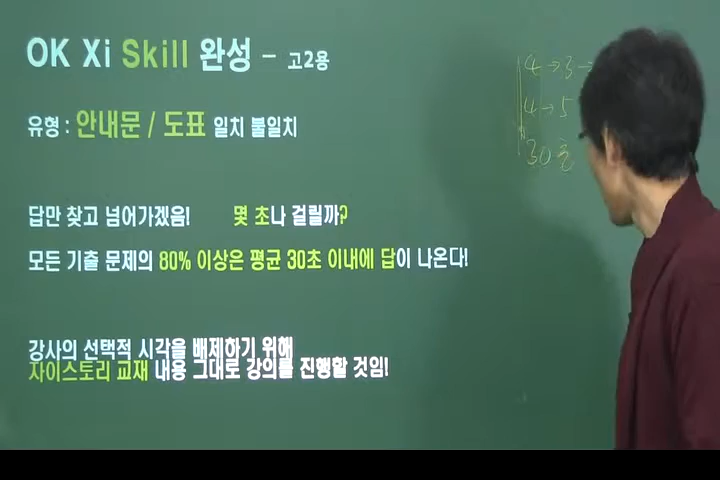 OK Xi Skill 완성 - 고2용
4→3→
유형 : 안내문 / 도표 일치 불일치
4→5
30초
답만 찾고 넘어가겠음! 몇 초나 걸릴까?
모든 기출 문제의 80% 이상은 평균 30초 이내에 답이 나온다!
강사의 선택적 시각을 배제하기 위해
자이스토리 교재 내용 그대로 강의를 진행할 것임!